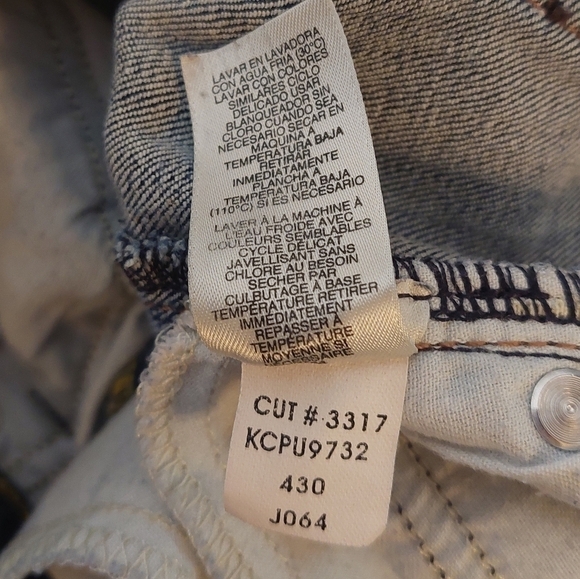 LAVAR EN LAVADORA
CON AGUA FRIA (30°C)
LAVAR CON COLORES
SIMILARES CICLO
DELICADO USAR
BLANQUEADOR SIN
CLORO CUANDO SEA
NECESARIO SECAR EN
MAQUINA A
TEMPERATURA BAJA
RETIRAR
INMEDIATAMENTE
PLANCHA A
TEMPERATURA BAJA
(110°C) SI ES NECESARIO
LAVER À LA MACHINE À
L'EAU FROIDE AVEC
COULEURS SEMBLABLES
CYCLE DÉLICAT
JAVELLISANT SANS
CHLORE AU BESOIN
SÉCHER PAR
CULBUTAGE À BASE
TEMPÉRATURE RETIRER
IMMÉDIATEMENT
REPASSER À
TEMPÉRATURE
MOYENNE SI
NÉCESSAIRE
CUT # 3317
KCPU9732
430
J064